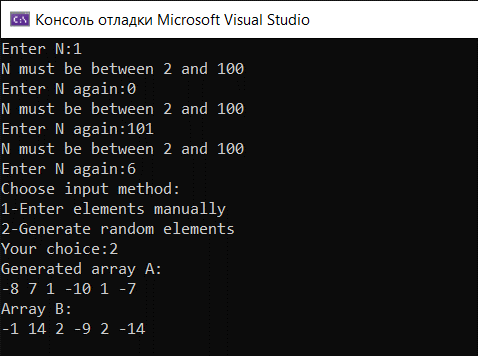 Консоль отладки Microsoft Visual Studio
Enter N:1
N must be between 2 and 100
Enter N again:0
N must be between 2 and 100
Enter N again:101
N must be between 2 and 100
Enter N again:6
Choose input method:
1-Enter elements manually
2-Generate random elements
Your choice:2
Generated array A:
-8 7 1 -10 1 -7
Array B:
-1 14 2 -9 2 -14